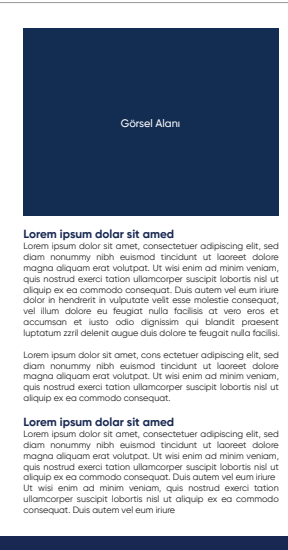 Görsel Alanı
Lorem ipsum dolor sit amed
Lorem ipsum dolor sit amet, consectetuer adipiscing elit, sed
diam nonummy nibh euismod tincidunt ut laoreet dolore
magna aliquam erat volutpat. Ut wisi enim ad minim veniam,
quis nostrud exerci tation ullamcorper suscipit lobortis nisl ut
aliquip ex ea commodo consequat. Duis autem vel eum iriure
dolor in hendrerit in vulputate velit esse molestie consequat,
vel illum dolore eu feugiat nulla facilisis at vero eros et
accumsan et iusto odio dignissim qui blandit praesent
luptatum zzril delenit augue duis dolore te feugait nulla facilisi.
Lorem ipsum dolor sit amet, cons ectetuer adipiscing elit, sed
diam nonummy nibh euismod tincidunt ut laoreet dolore
magna aliquam erat volutpat. Ut wisi enim ad minim veniam,
quis nostrud exerci tation ullamcorper suscipit lobortis nisl ut
aliquip ex ea commodo consequat.
Lorem ipsum dolor sit amed
Lorem ipsum dolor sit amet, consectetuer adipiscing elit, sed
diam nonummy nibh euismod tincidunt ut laoreet dolore
magna aliquam erat volutpat. Ut wisi enim ad minim veniam,
quis nostrud exerci tation ullamcorper suscipit lobortis nisl ut
aliquip ex ea commodo consequat. Duis autem vel eum iriure
Ut wisi enim ad minim veniam, quis nostrud exerci tation
ullamcorper suscipit lobortis nisl ut aliquip ex ea commodo
consequat. Duis autem vel eum iriure